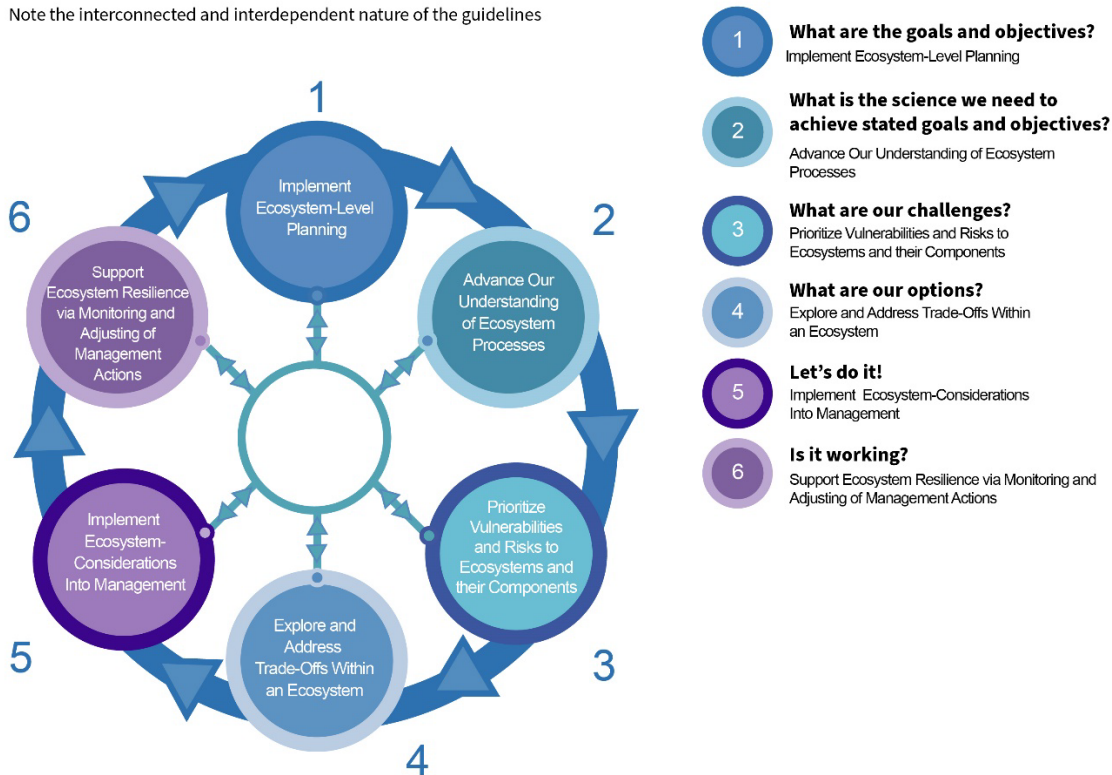 Note the interconnected and interdependent nature of the guidelines
1
Implement
Ecosystem-Level
Planning
2
Advance Our
Understanding
of Ecosystem
Processes
3
Prioritize
Vulnerabilities
and Risks to
Ecosystems and
their Components
4
Explore and
Address
Trade-Offs Within
an Ecosystem
5
Implement
Ecosystem-
Considerations
Into Management
6
Support
Ecosystem Resilience
via Monitoring and
Adjusting of
Management
Actions
1
What are the goals and objectives?
Implement Ecosystem-Level Planning
2
What is the science we need to
achieve stated goals and objectives?
Advance Our Understanding of Ecosystem
Processes
3
What are our challenges?
Prioritize Vulnerabilities and Risks to
Ecosystems and their Components
4
What are our options?
Explore and Address Trade-Offs Within
an Ecosystem
5
Let's do it!
Implement Ecosystem-Considerations
Into Management
6
Is it working?
Support Ecosystem Resilience via Monitoring and
Adjusting of Management Actions